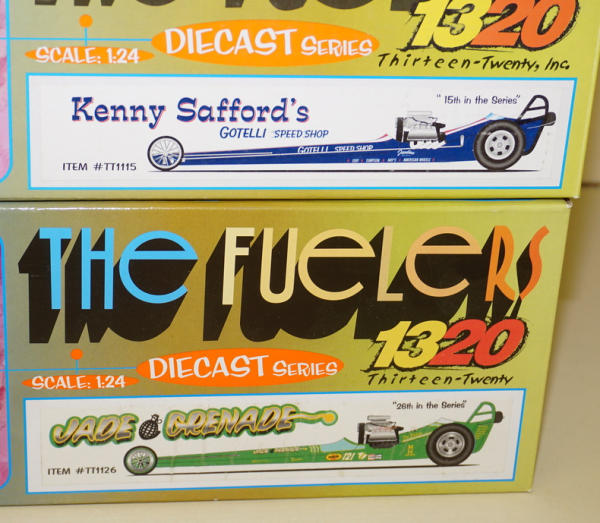 THE FUELERS
1320
SCALE: 1:24
DIECAST SERIES
Thirteen-Twenty, Inc.
Kenny Safford's
GOTELLI SPEED SHOP
"15th in the Series"
GOTELLI SPEED SHOP
ITEM #TT1115
THE FUELERS
1320
SCALE: 1:24
DIECAST SERIES
Thirteen-Twenty
JADE GRENADE
"26th in the Series"
ITEM #TT1126